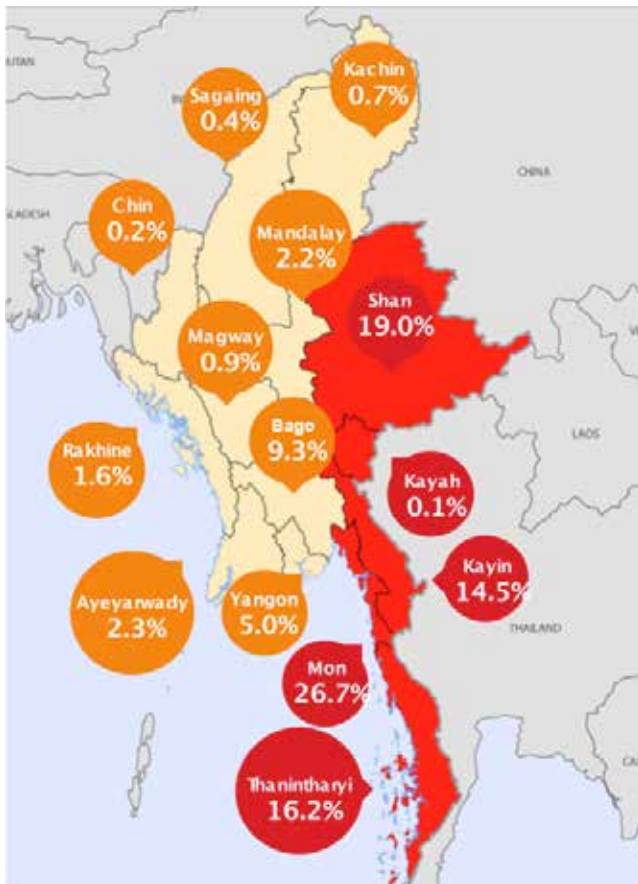 Kachin
0.7%
Sagaing
0.4%
CHINA
Chin
0.2%
Mandalay
2.2%
Shan
19.0%
Magway
0.9%
Bago
9.3%
LAOS
Rakhine
1.6%
Kayah
0.1%
Kayin
14.5%
Ayeyarwady
2.3%
Yangon
5.0%
THAILAND
Mon
26.7%
Thanintharyi
16.2%